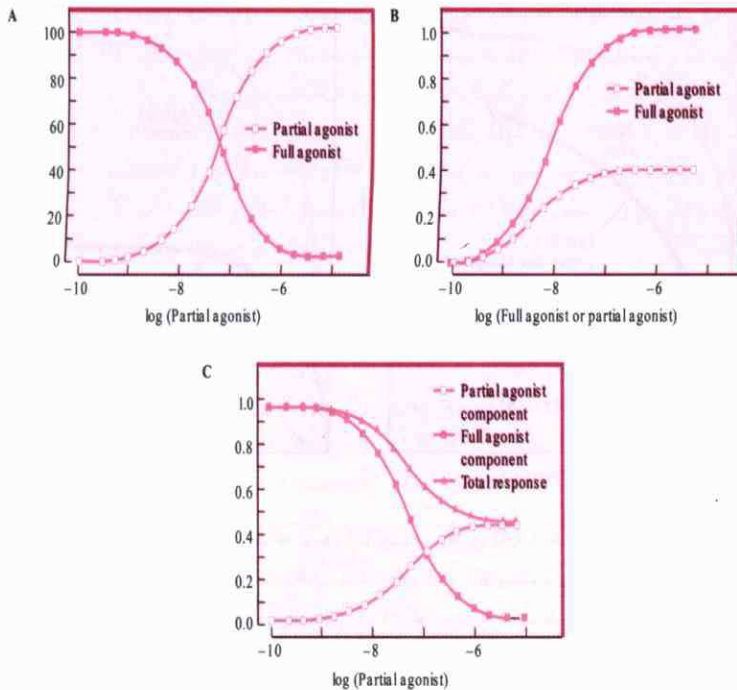 A
100
80
60
40
20
0
Partial agonist
Full agonist
−10
−8
−6
log (Partial agonist)
B
1.0
0.8
0.6
0.4
0.2
0.0
Partial agonist
Full agonist
−10
−8
−6
log (Full agonist or partial agonist)
C
1.0
0.8
0.6
0.4
0.2
0.0
Partial agonist
component
Full agonist
component
Total response
−10
−8
−6
log (Partial agonist)